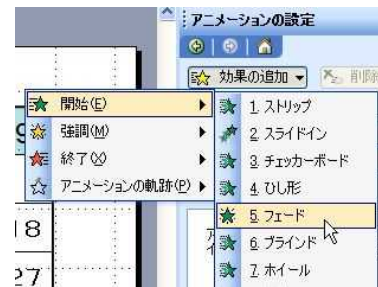 アニメーションの設定
効果の追加
削除
開始(E)
強調(M)
終了(X)
アニメーションの軌跡(P)
1. ストリップ
2. スライドイン
3. チェッカーボード
4. ひし形
5. フェード
6. ブラインド
7. ホイール
18
27